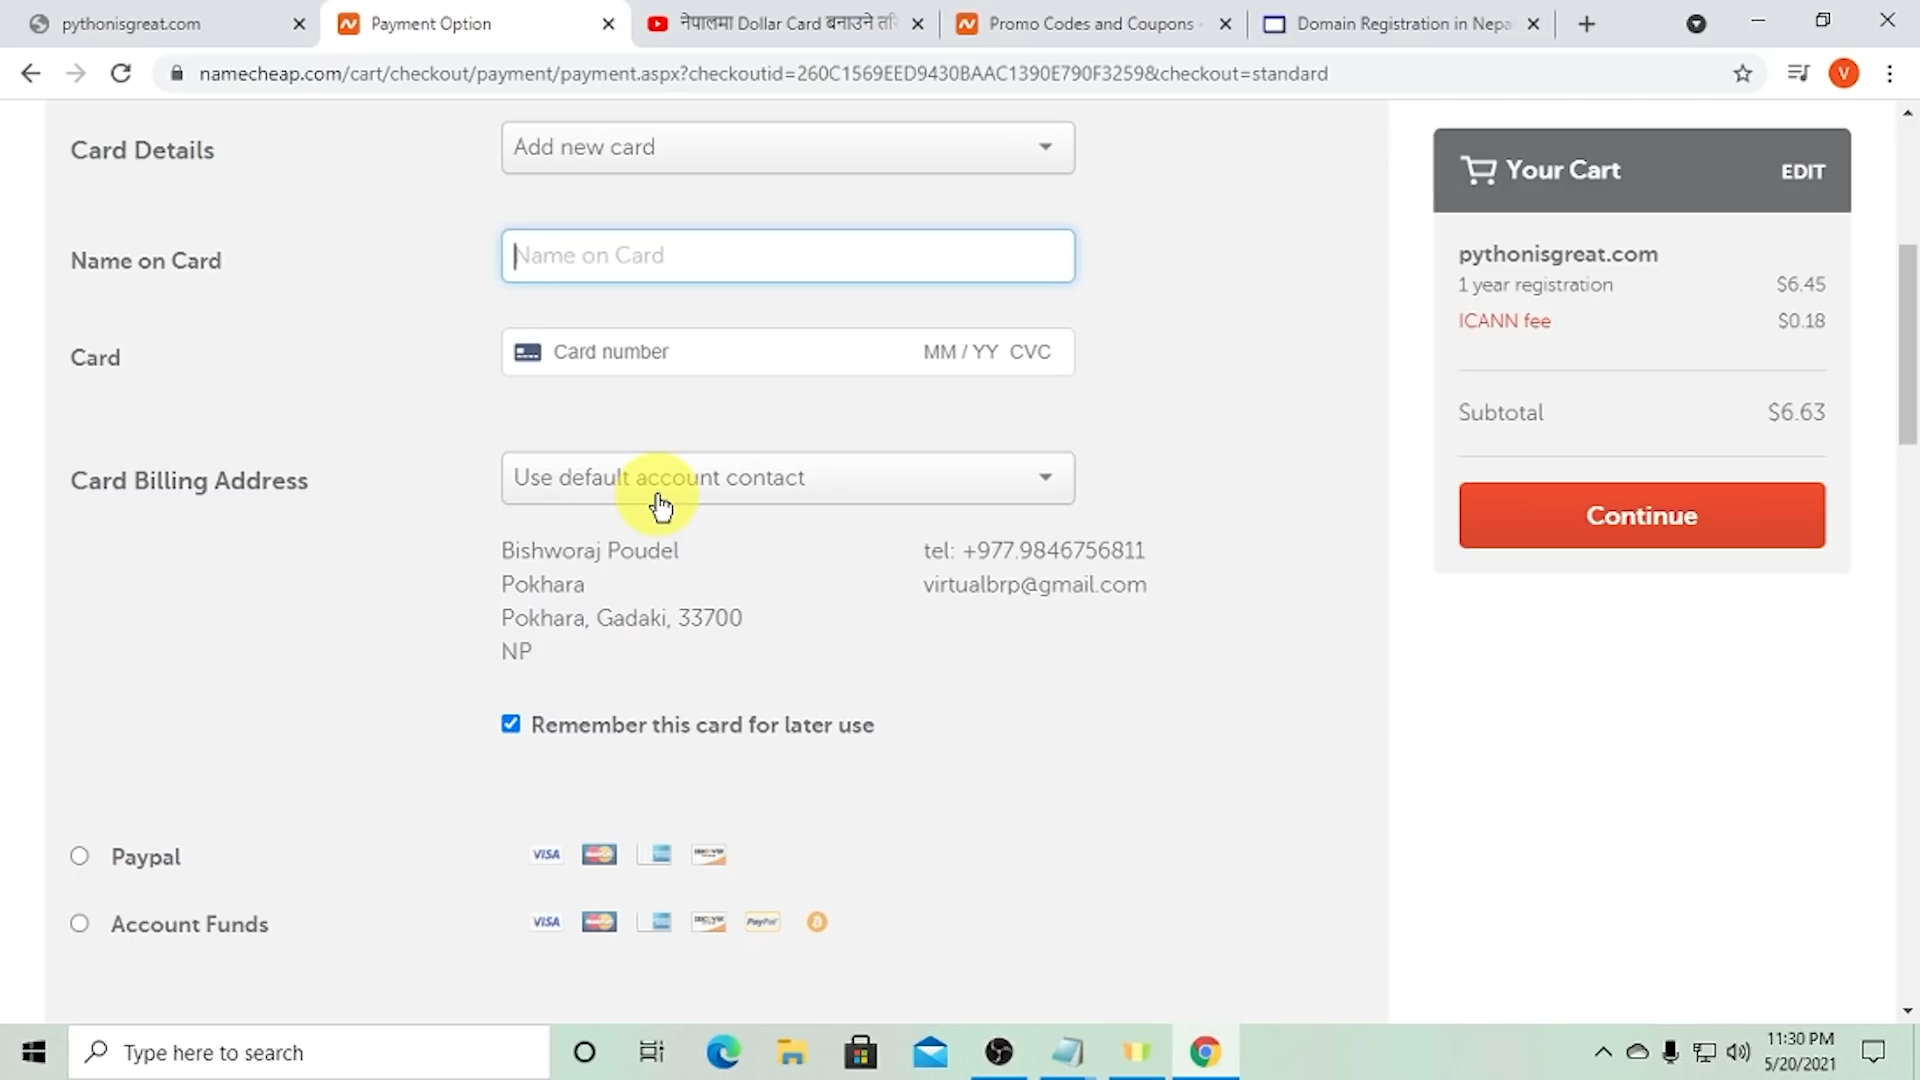 pythonisgreat.com
Payment Option
नेपालमा Dollar Card बनाउने तरि
Promo Codes and Coupons -
Domain Registration in Nepa
namecheap.com/cart/checkout/payment/payment.aspx?checkoutid=260C1569EED9430BAAC1390E790F3259&checkout=standard
V
Card Details
Add new card
Name on Card
Name on Card
Card
Card number
MM / YY CVC
Card Billing Address
Use default account contact
Bishworaj Poudel
tel: +977.9846756811
Pokhara
virtualbrp@gmail.com
Pokhara, Gadaki, 33700
NP
Remember this card for later use
Paypal
VISA
Account Funds
VISA
PayPal
Your Cart
EDIT
pythonisgreat.com
1 year registration
$6.45
ICANN fee
$0.18
Subtotal
$6.63
Continue
Type here to search
11:30 PM
5/20/2021